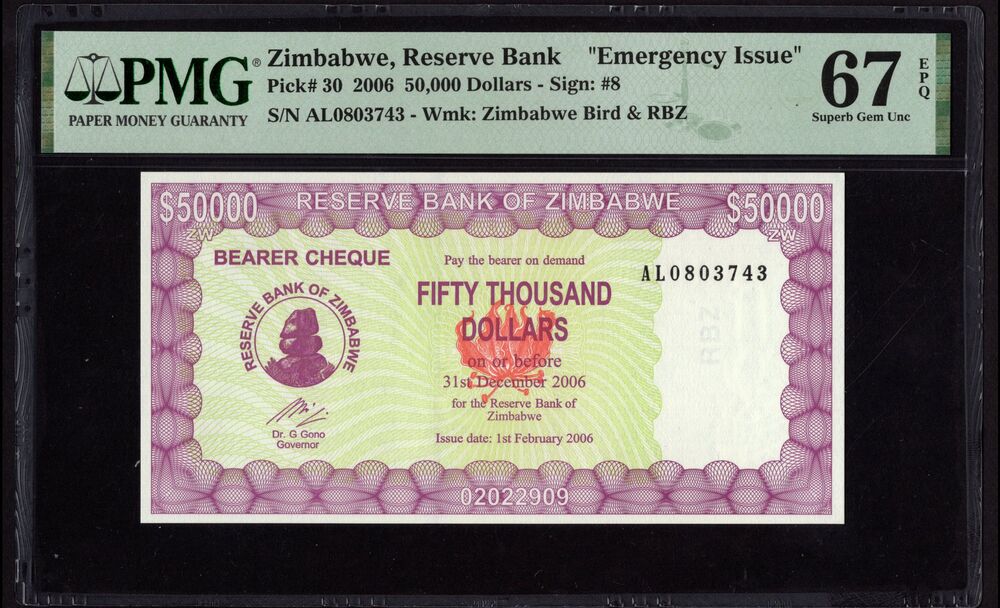 PMG®
PAPER MONEY GUARANTY
Zimbabwe, Reserve Bank "Emergency Issue"
Pick# 30 2006 50,000 Dollars - Sign: #8
S/N AL0803743 - Wmk: Zimbabwe Bird & RBZ
67 EPQ
Superb Gem Unc
$50000 RESERVE BANK OF ZIMBABWE $50000
ZW ZW
BEARER CHEQUE
Pay the bearer on demand
AL0803743
FIFTY THOUSAND
DOLLARS
on or before
31st December 2006
for the Reserve Bank of
Zimbabwe
Issue date: 1st February 2006
RESERVE BANK OF ZIMBABWE
Dr. G Gono
Governor
RBZ
02022909